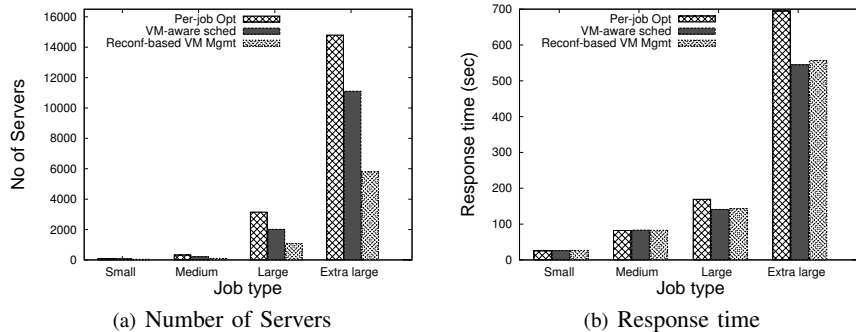 No of Servers
16000
14000
12000
10000
8000
6000
4000
2000
0
Per-job Opt
VM-aware sched
Reconf-based VM Mgmt
Small
Medium
Large
Extra large
Job type
(a) Number of Servers
Response time (sec)
700
600
500
400
300
200
100
0
Per-job Opt
VM-aware sched
Reconf-based VM Mgmt
Small
Medium
Large
Extra large
Job type
(b) Response time